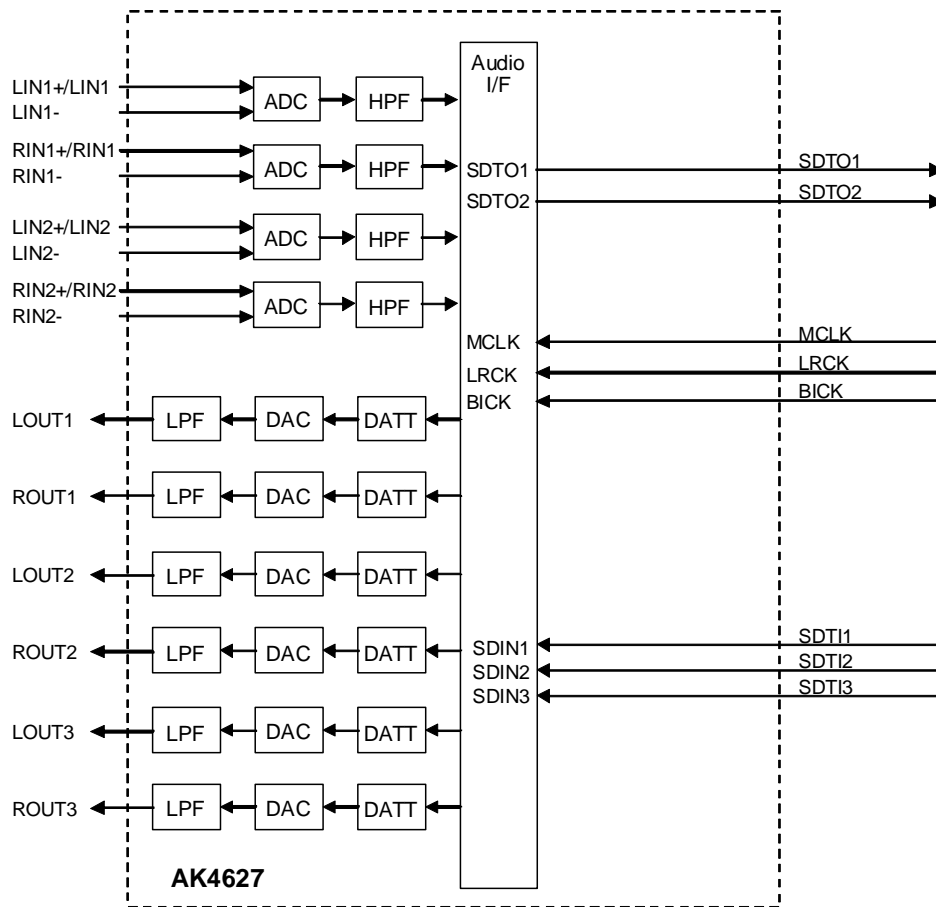 Audio
I/F
LIN1+/LIN1
LIN1-
ADC
HPF
RIN1+/RIN1
RIN1-
ADC
HPF
SDTO1
SDTO1
SDTO2
SDTO2
LIN2+/LIN2
LIN2-
ADC
HPF
RIN2+/RIN2
RIN2-
ADC
HPF
MCLK
MCLK
LRCK
LRCK
BICK
BICK
LOUT1
LPF
DAC
DATT
ROUT1
LPF
DAC
DATT
LOUT2
LPF
DAC
DATT
ROUT2
LPF
DAC
DATT
SDIN1
SDTI1
SDIN2
SDTI2
SDIN3
SDTI3
LOUT3
LPF
DAC
DATT
ROUT3
LPF
DAC
DATT
AK4627